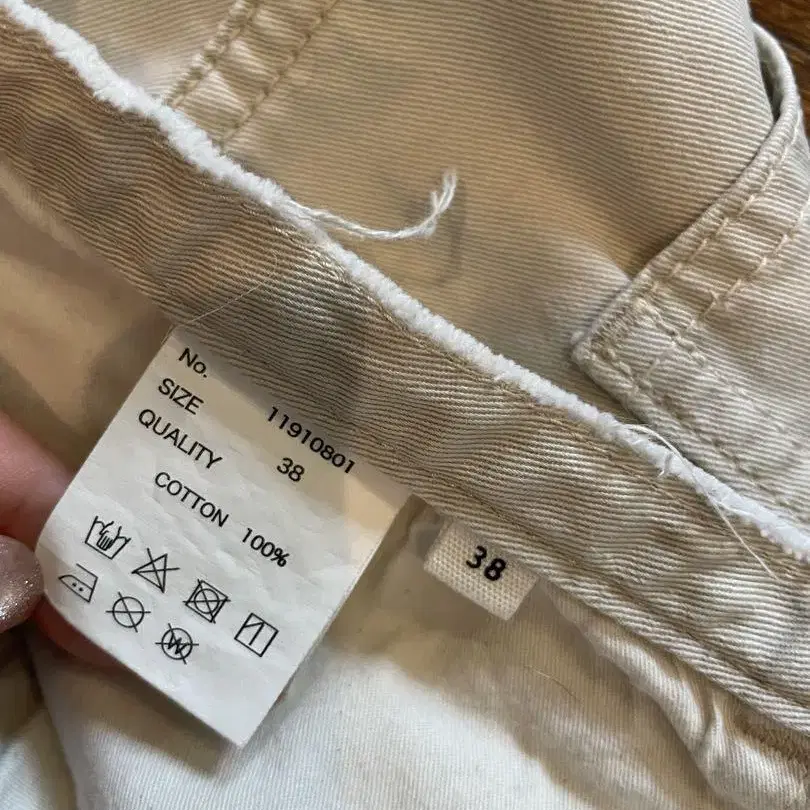 No. 11910801
SIZE 38
QUALITY
COTTON 100%
38